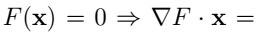 F(𝐱) = 0 ⇒ ∇F · 𝐱 =